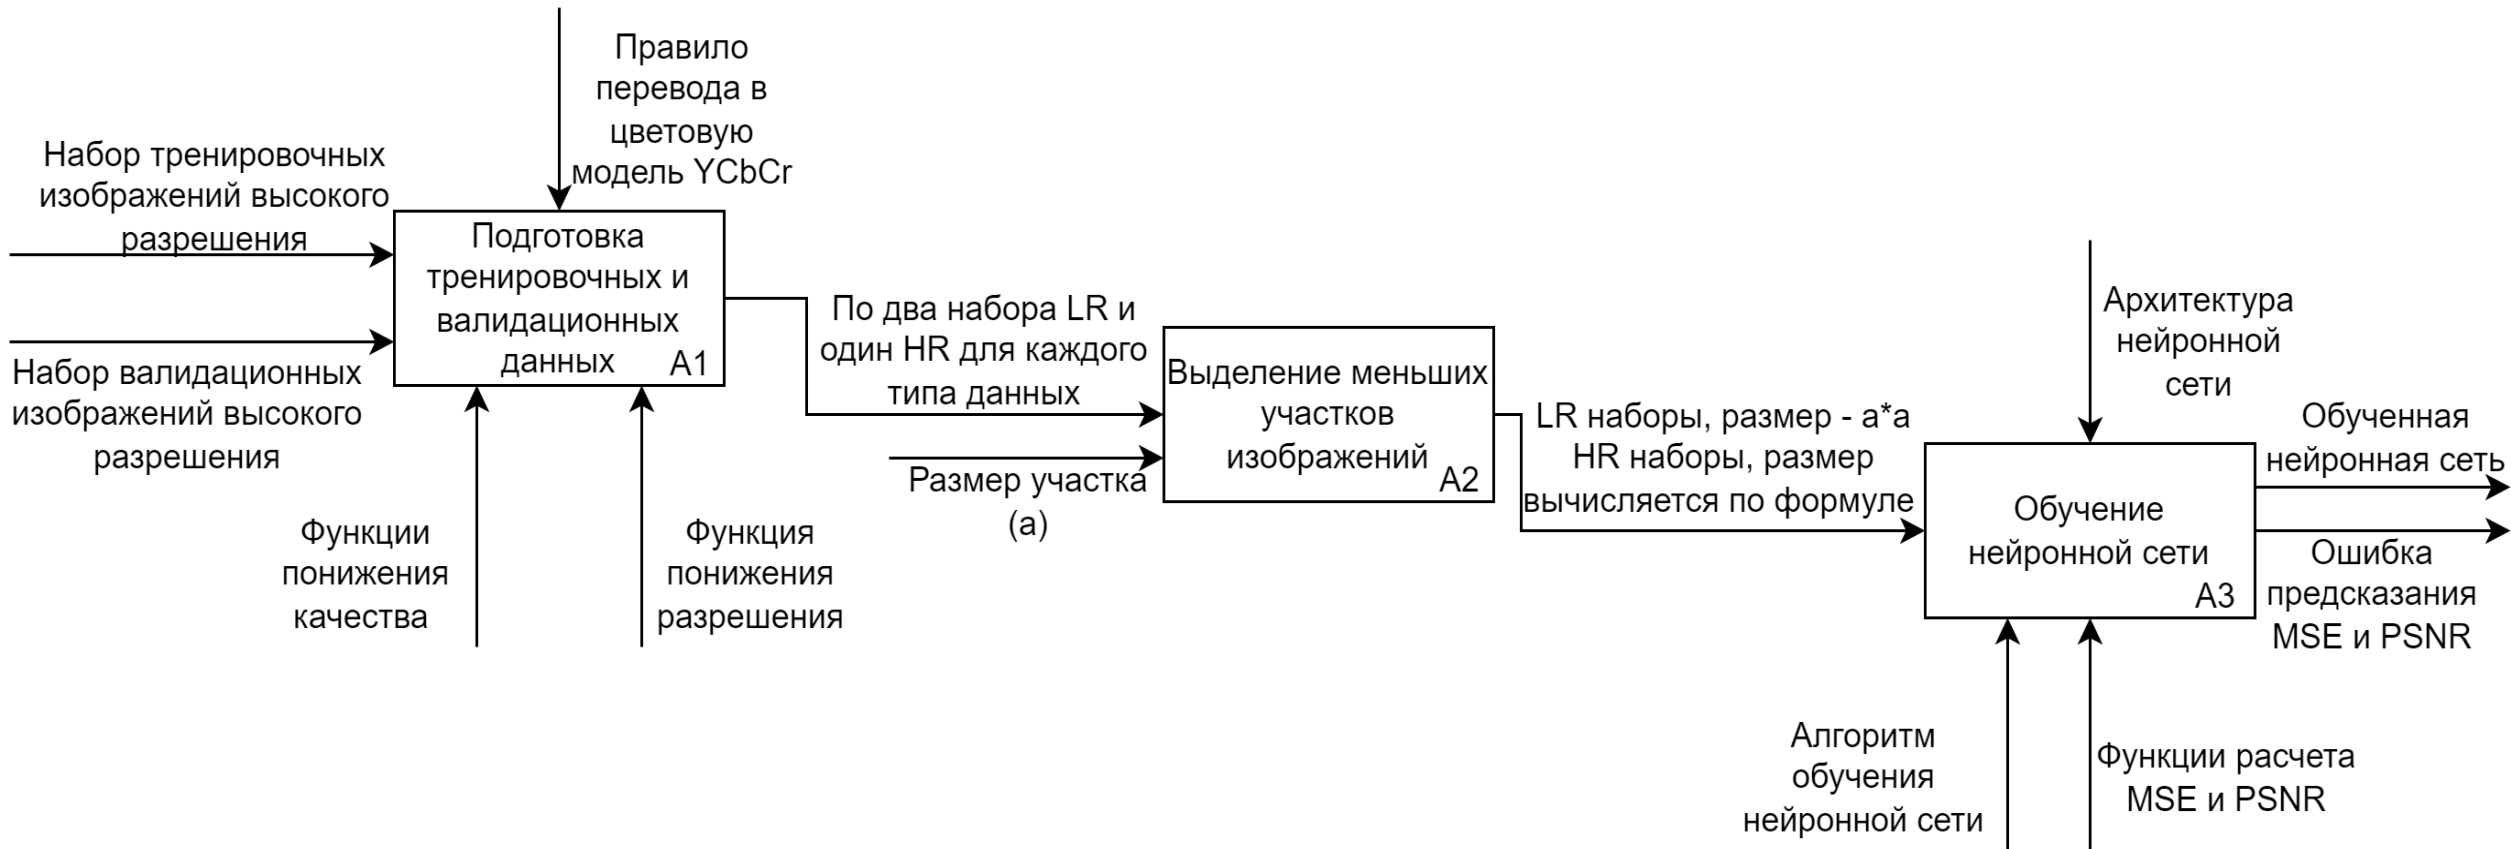 Правило
перевода в
цветовую
модель YCbCr
Набор тренировочных
изображений высокого
разрешения
Набор валидационных
изображений высокого
разрешения
Подготовка
тренировочных и
валидационных
данных
A1
Функции
понижения
качества
Функция
понижения
разрешения
По два набора LR и
один HR для каждого
типа данных
Размер участка
(a)
Выделение меньших
участков
изображений
A2
LR наборы, размер - a*a
HR наборы, размер
вычисляется по формуле
Архитектура
нейронной
сети
Обучение
нейронной сети
A3
Обученная
нейронная сеть
Ошибка
предсказания
MSE и PSNR
Алгоритм
обучения
нейронной сети
Функции расчета
MSE и PSNR